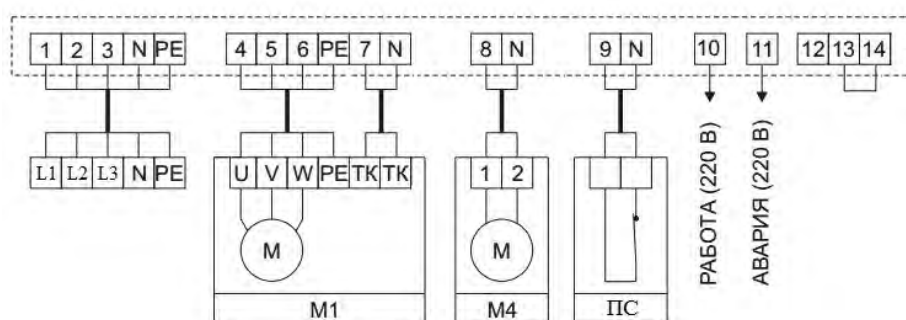 1 2 3 N PE 4 5 6 PE 7 N 8 N 9 N 10 11 12 13 14
L1 L2 L3 N PE U V W PE ТК ТК 1 2
М М
М1 М4 ПС
РАБОТА (220 В)
АВАРИЯ (220 В)